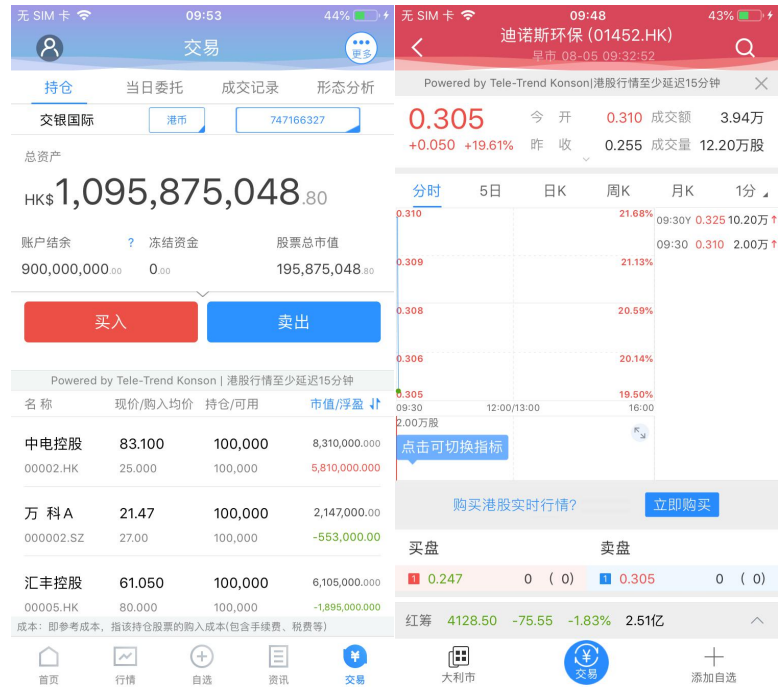 无 SIM 卡 09:53 44%
交易
更多
持仓 当日委托 成交记录 形态分析
交银国际 港币 747166327
总资产
HK$1,095,875,048.80
账户结余 ? 冻结资金 股票总市值
900,000,000.00 0.00 195,875,048.80
买入 卖出
Powered by Tele-Trend Konson | 港股行情至少延迟15分钟
名称 现价/购入均价 持仓/可用 市值/浮盈
中电控股 83.100 100,000 8,310,000.000
00002.HK 25.000 100,000 5,810,000.000
万 科A 21.47 100,000 2,147,000.00
000002.SZ 27.00 100,000 -553,000.00
汇丰控股 61.050 100,000 6,105,000.000
00005.HK 80.000 100,000 -1,895,000.000
成本：即参考成本，指该持仓股票的购入成本(包含手续费、税费等)
首页 行情 自选 资讯 交易
无 SIM 卡 09:48 43%
迪诺斯环保 (01452.HK)
早市 08-05 09:32:52
Powered by Tele-Trend Konson|港股行情至少延迟15分钟
0.305 今 开 0.310 成交额 3.94万
+0.050 +19.61% 昨 收 0.255 成交量 12.20万股
分时 5日 日K 周K 月K 1分
0.310 21.68% 09:30Y 0.325 10.20万↑
09:30 0.310 2.00万↑
0.309 21.13%
0.308 20.59%
0.306 20.14%
0.305 19.50%
09:30 12:00/13:00 16:00
2.00万股
点击可切换指标
购买港股实时行情? 立即购买
买盘 卖盘
1 0.247 0 ( 0) 1 0.305 0 ( 0)
红筹 4128.50 -75.55 -1.83% 2.51亿
大利市 交易 添加自选